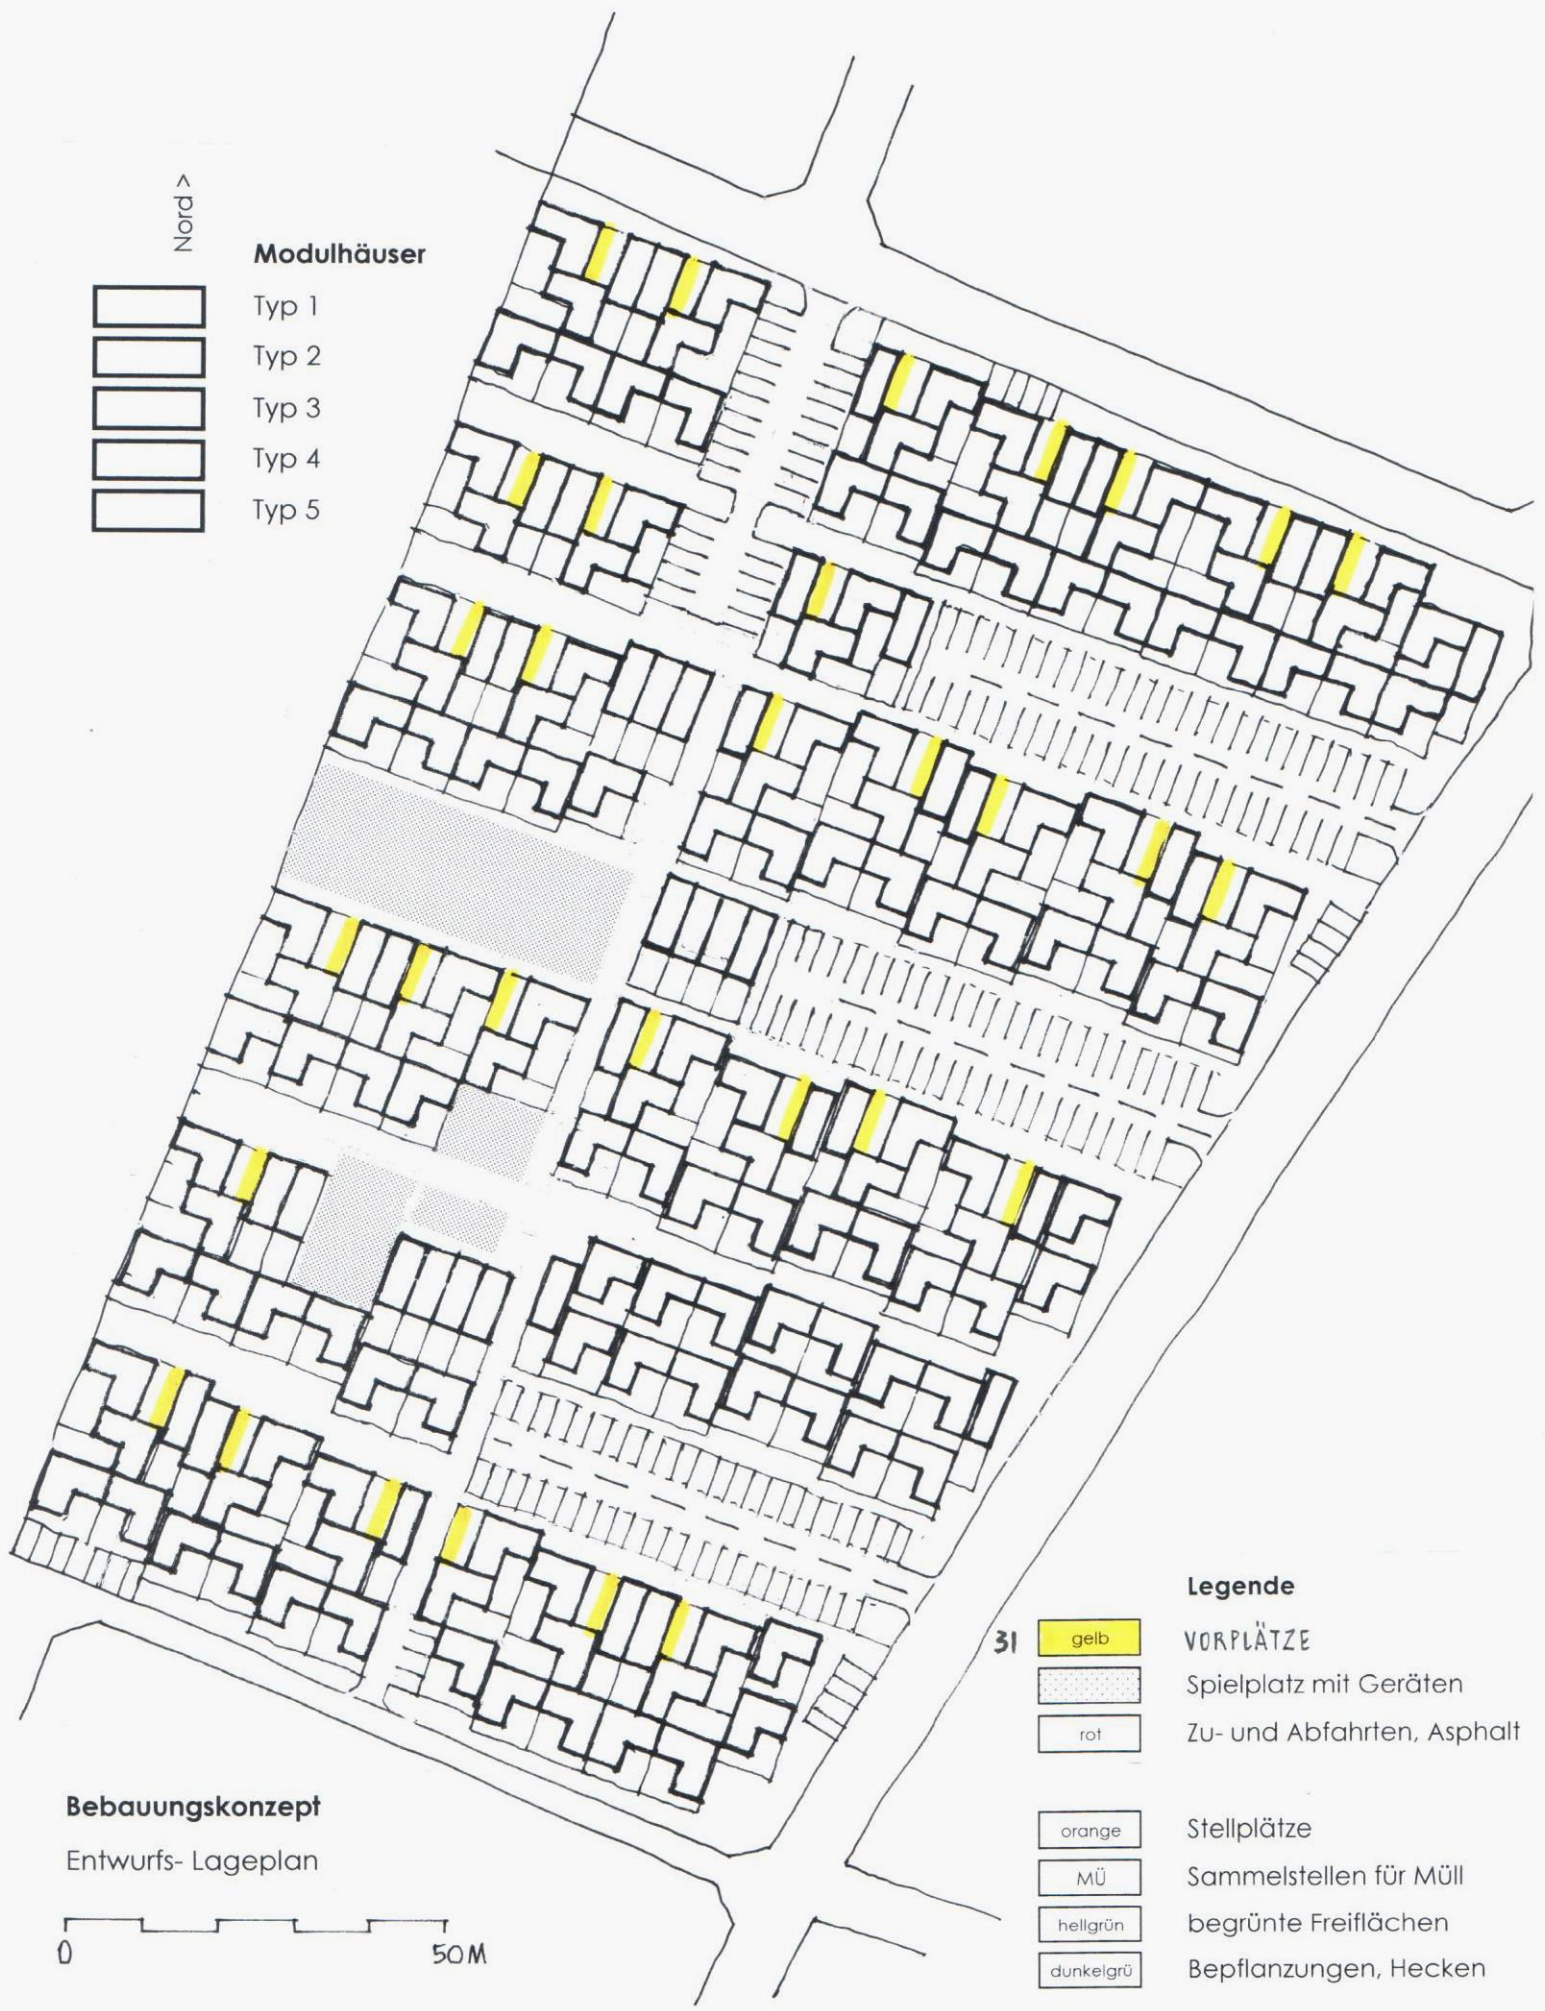 Nord >
Modulhäuser
Typ 1
Typ 2
Typ 3
Typ 4
Typ 5
Legende
31 gelb VORPLÄTZE
Spielplatz mit Geräten
rot Zu- und Abfahrten, Asphalt
orange Stellplätze
MÜ Sammelstellen für Müll
hellgrün begrünte Freiflächen
dunkelgrü Bepflanzungen, Hecken
Bebauungskonzept
Entwurfs- Lageplan
0 50M